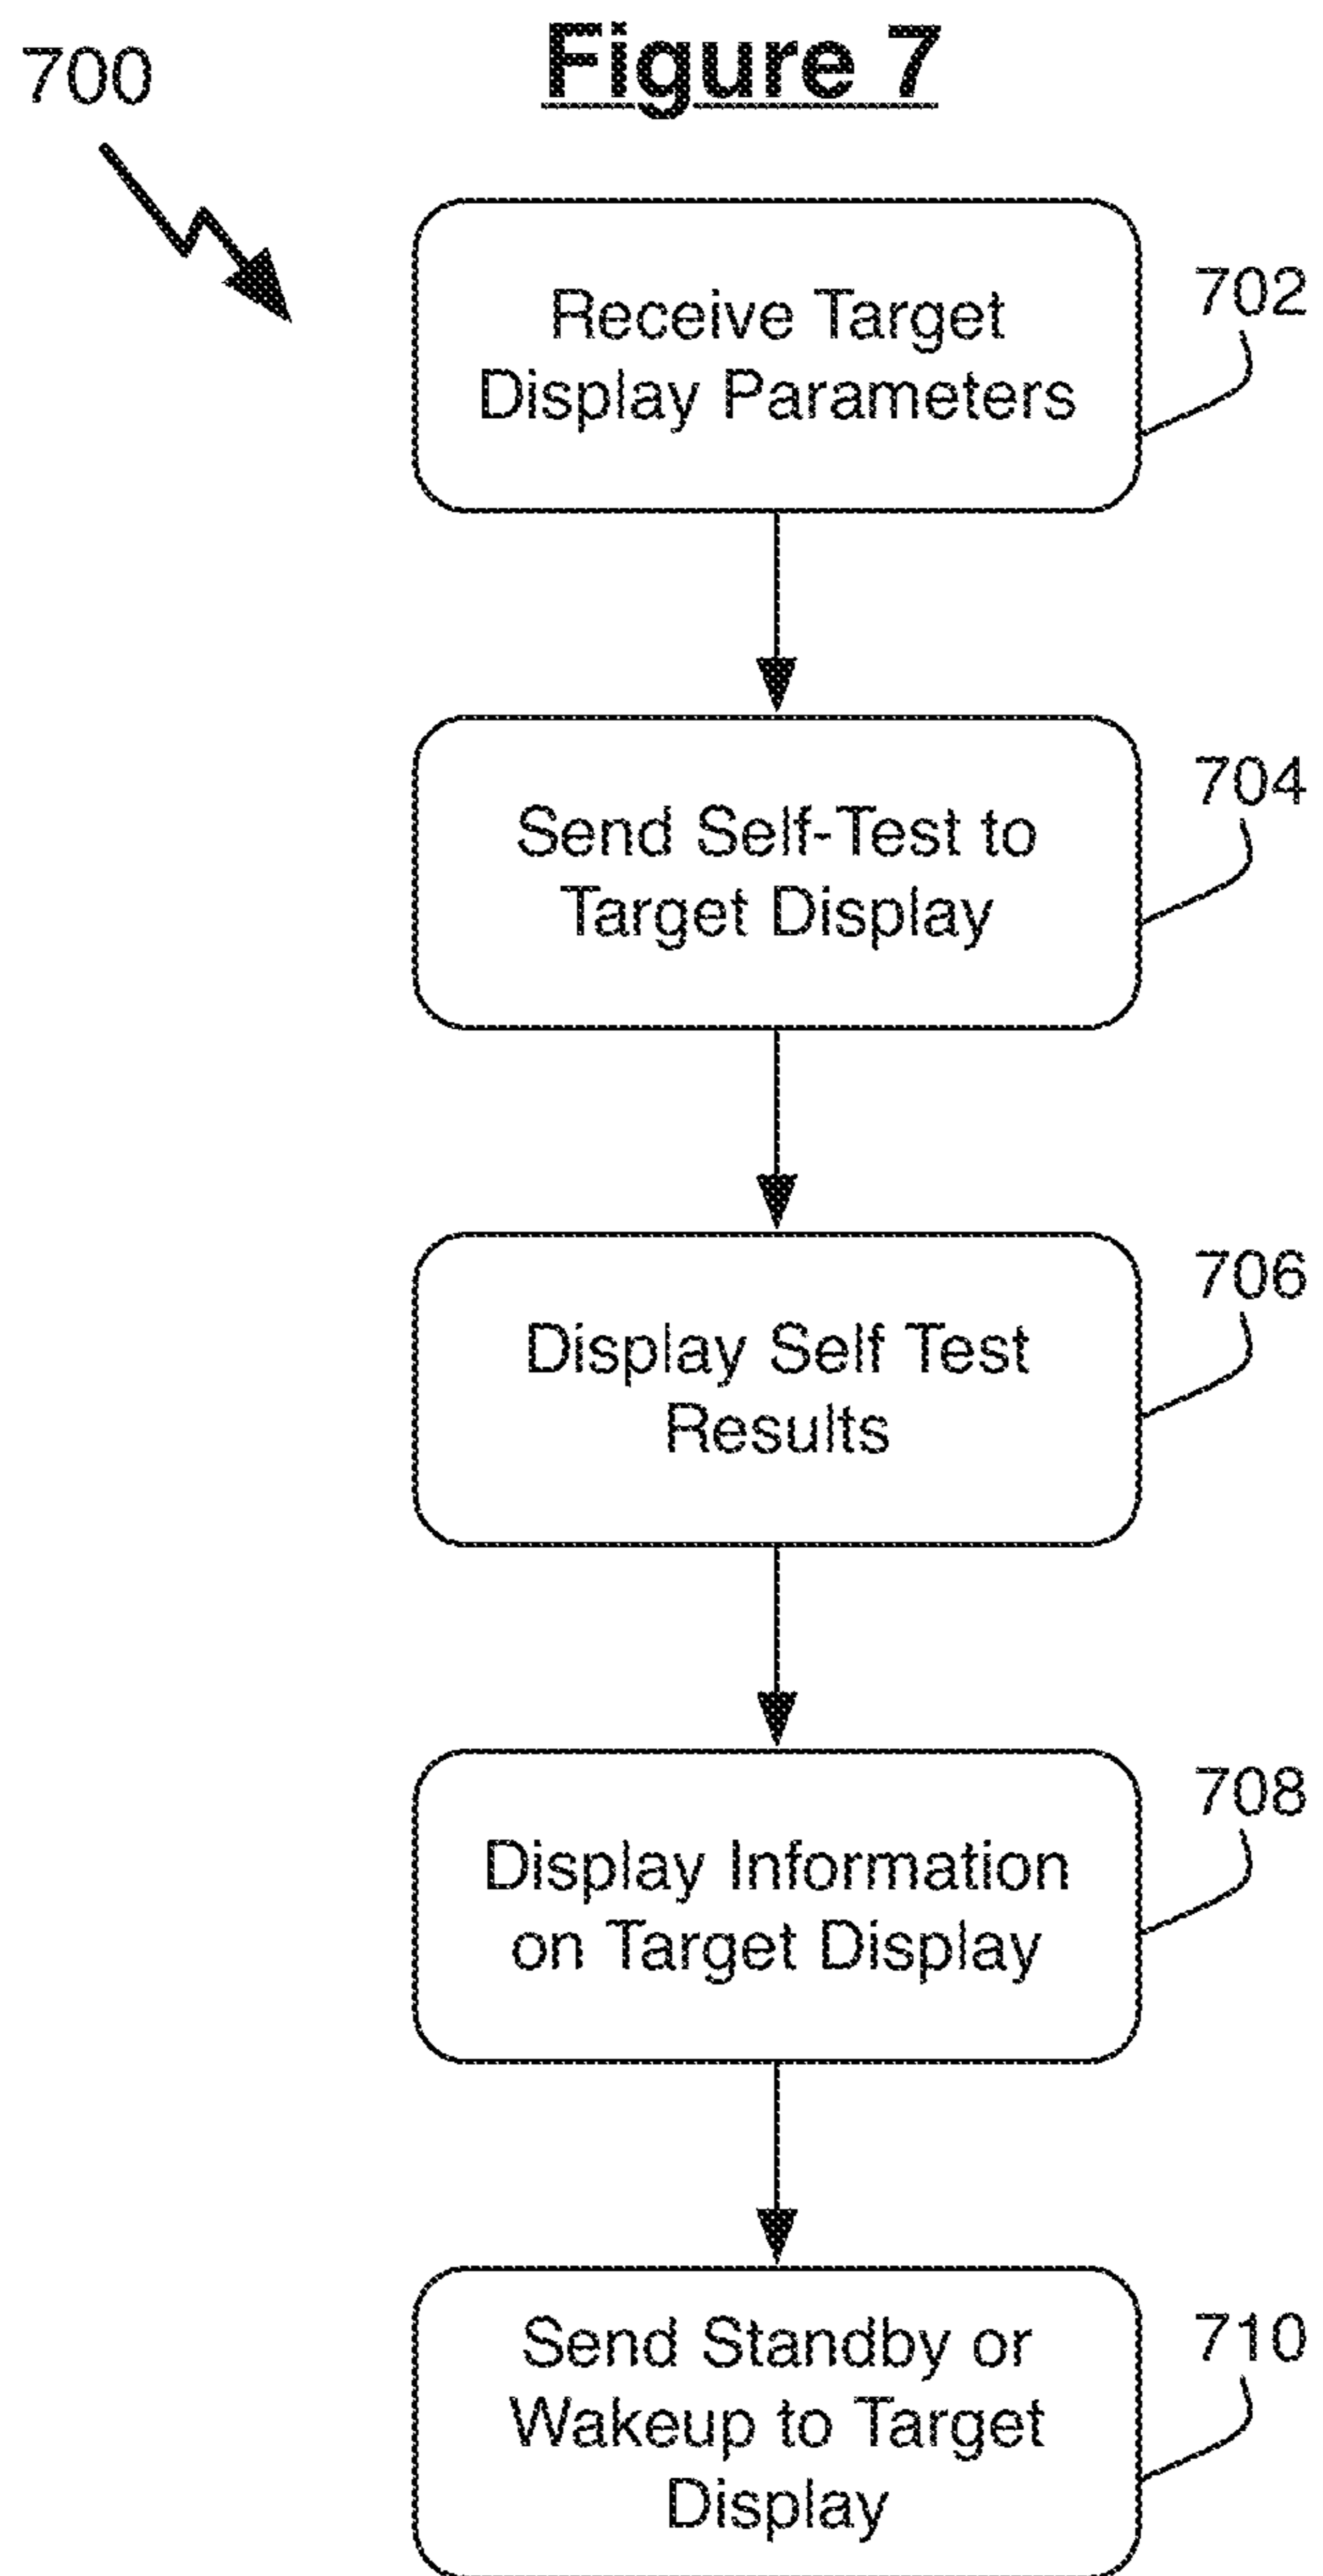 700
Figure 7
Receive Target
Display Parameters
702
Send Self-Test to
Target Display
704
Display Self Test
Results
706
Display Information
on Target Display
708
Send Standby or
Wakeup to Target
Display
710